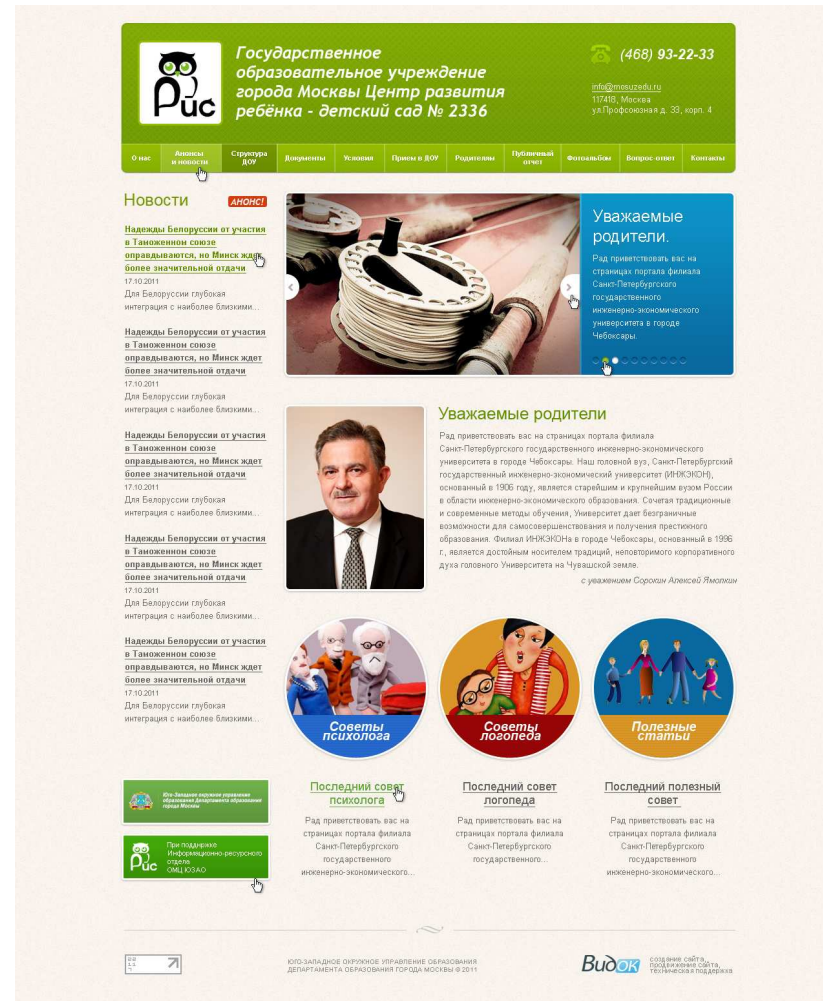 Рис
Государственное
образовательное учреждение
города Москвы Центр развития
ребёнка - детский сад № 2336
(468) 93-22-33
info@mosuzedu.ru
117418, Москва
ул.Профсоюзная д. 33, корп. 4
О нас
Анонсы
и новости
Структура
ДОУ
Документы
Условия
Прием в ДОУ
Родителям
Публичный
отчет
Фотоальбом
Вопрос-ответ
Контакты
Новости
АНОНС!
Надежды Белоруссии от участия
в Таможенном союзе
оправдываются, но Минск ждет
более значительной отдачи
17.10.2011
Для Белоруссии глубокая
интеграция с наиболее близкими...
Надежды Белоруссии от участия
в Таможенном союзе
оправдываются, но Минск ждет
более значительной отдачи
17.10.2011
Для Белоруссии глубокая
интеграция с наиболее близкими...
Надежды Белоруссии от участия
в Таможенном союзе
оправдываются, но Минск ждет
более значительной отдачи
17.10.2011
Для Белоруссии глубокая
интеграция с наиболее близкими...
Надежды Белоруссии от участия
в Таможенном союзе
оправдываются, но Минск ждет
более значительной отдачи
17.10.2011
Для Белоруссии глубокая
интеграция с наиболее близкими...
Надежды Белоруссии от участия
в Таможенном союзе
оправдываются, но Минск ждет
более значительной отдачи
17.10.2011
Для Белоруссии глубокая
интеграция с наиболее близкими...
Юго-Западное окружное управление
образования Департамента образования
города Москвы
Рис
При поддержке
Информационно-ресурсного
отдела
ОМЦ ЮЗАО
Уважаемые
родители.
Рад приветствовать вас на
страницах портала филиала
Санкт-Петербургского
государственного
инженерно-экономического
университета в городе
Чебоксары.
Уважаемые родители
Рад приветствовать вас на страницах портала филиала
Санкт-Петербургского государственного инженерно-экономического
университета в городе Чебоксары. Наш головной вуз, Санкт-Петербургский
государственный инженерно-экономический университет (ИНЖЭКОН),
основанный в 1906 году, является старейшим и крупнейшим вузом России
в области инженерно-экономического образования. Сочетая традиционные
и современные методы обучения, Университет дает безграничные
возможности для самосовершенствования и получения престижного
образования. Филиал ИНЖЭКОНа в городе Чебоксары, основанный в 1996
г., является достойным носителем традиций, неповторимого корпоративного
духа головного Университета на Чувашской земле.
с уважением Сорокин Алексей Ямопкин
Советы
психолога
Советы
логопеда
Полезные
статьи
Последний совет
психолога
Рад приветствовать вас на
страницах портала филиала
Санкт-Петербургского
государственного
инженерно-экономического...
Последний совет
логопеда
Рад приветствовать вас на
страницах портала филиала
Санкт-Петербургского
государственного...
Последний полезный
совет
Рад приветствовать вас на
страницах портала филиала
Санкт-Петербургского
государственного
инженерно-экономического...
ЮГО-ЗАПАДНОЕ ОКРУЖНОЕ УПРАВЛЕНИЕ ОБРАЗОВАНИЯ
ДЕПАРТАМЕНТА ОБРАЗОВАНИЯ ГОРОДА МОСКВЫ © 2011
Видок
создание сайта,
продвижение сайта,
техническая поддержка